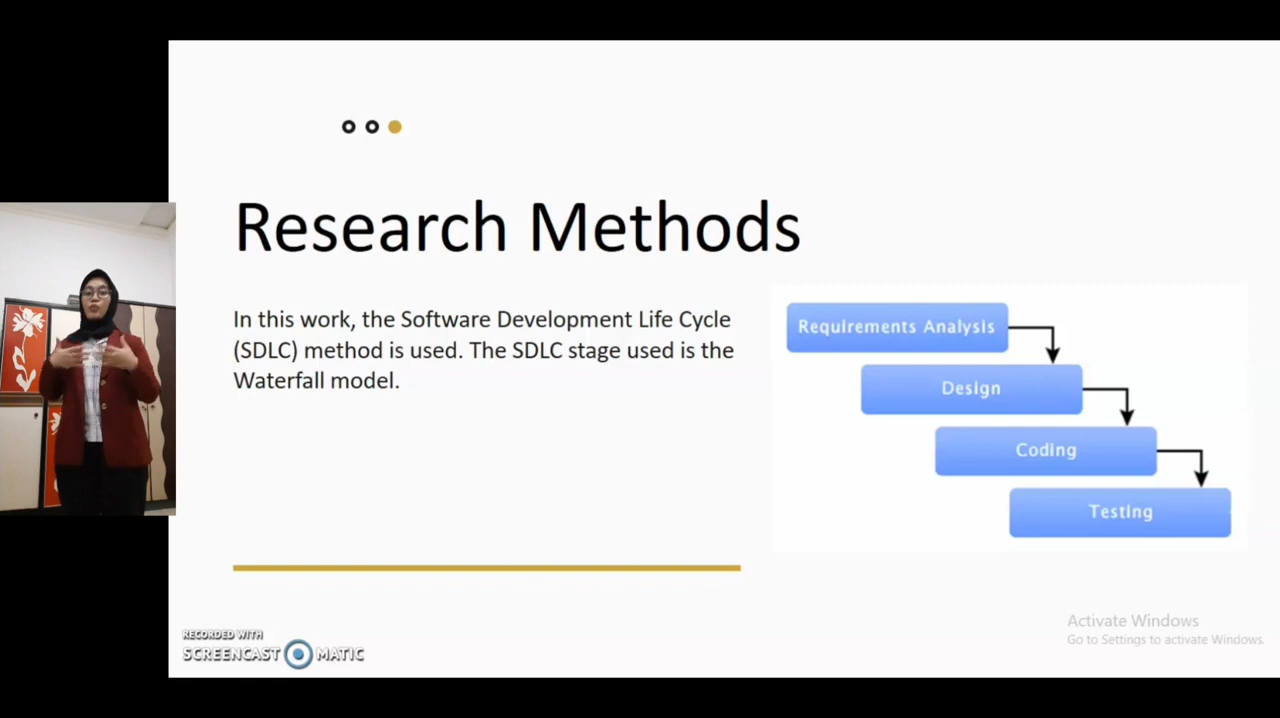 Research Methods
In this work, the Software Development Life Cycle
(SDLC) method is used. The SDLC stage used is the
Waterfall model.
Requirements Analysis
Design
Coding
Testing
RECORDED WITH
SCREENCAST MATIC
Activate Windows
Go to Settings to activate Windows.